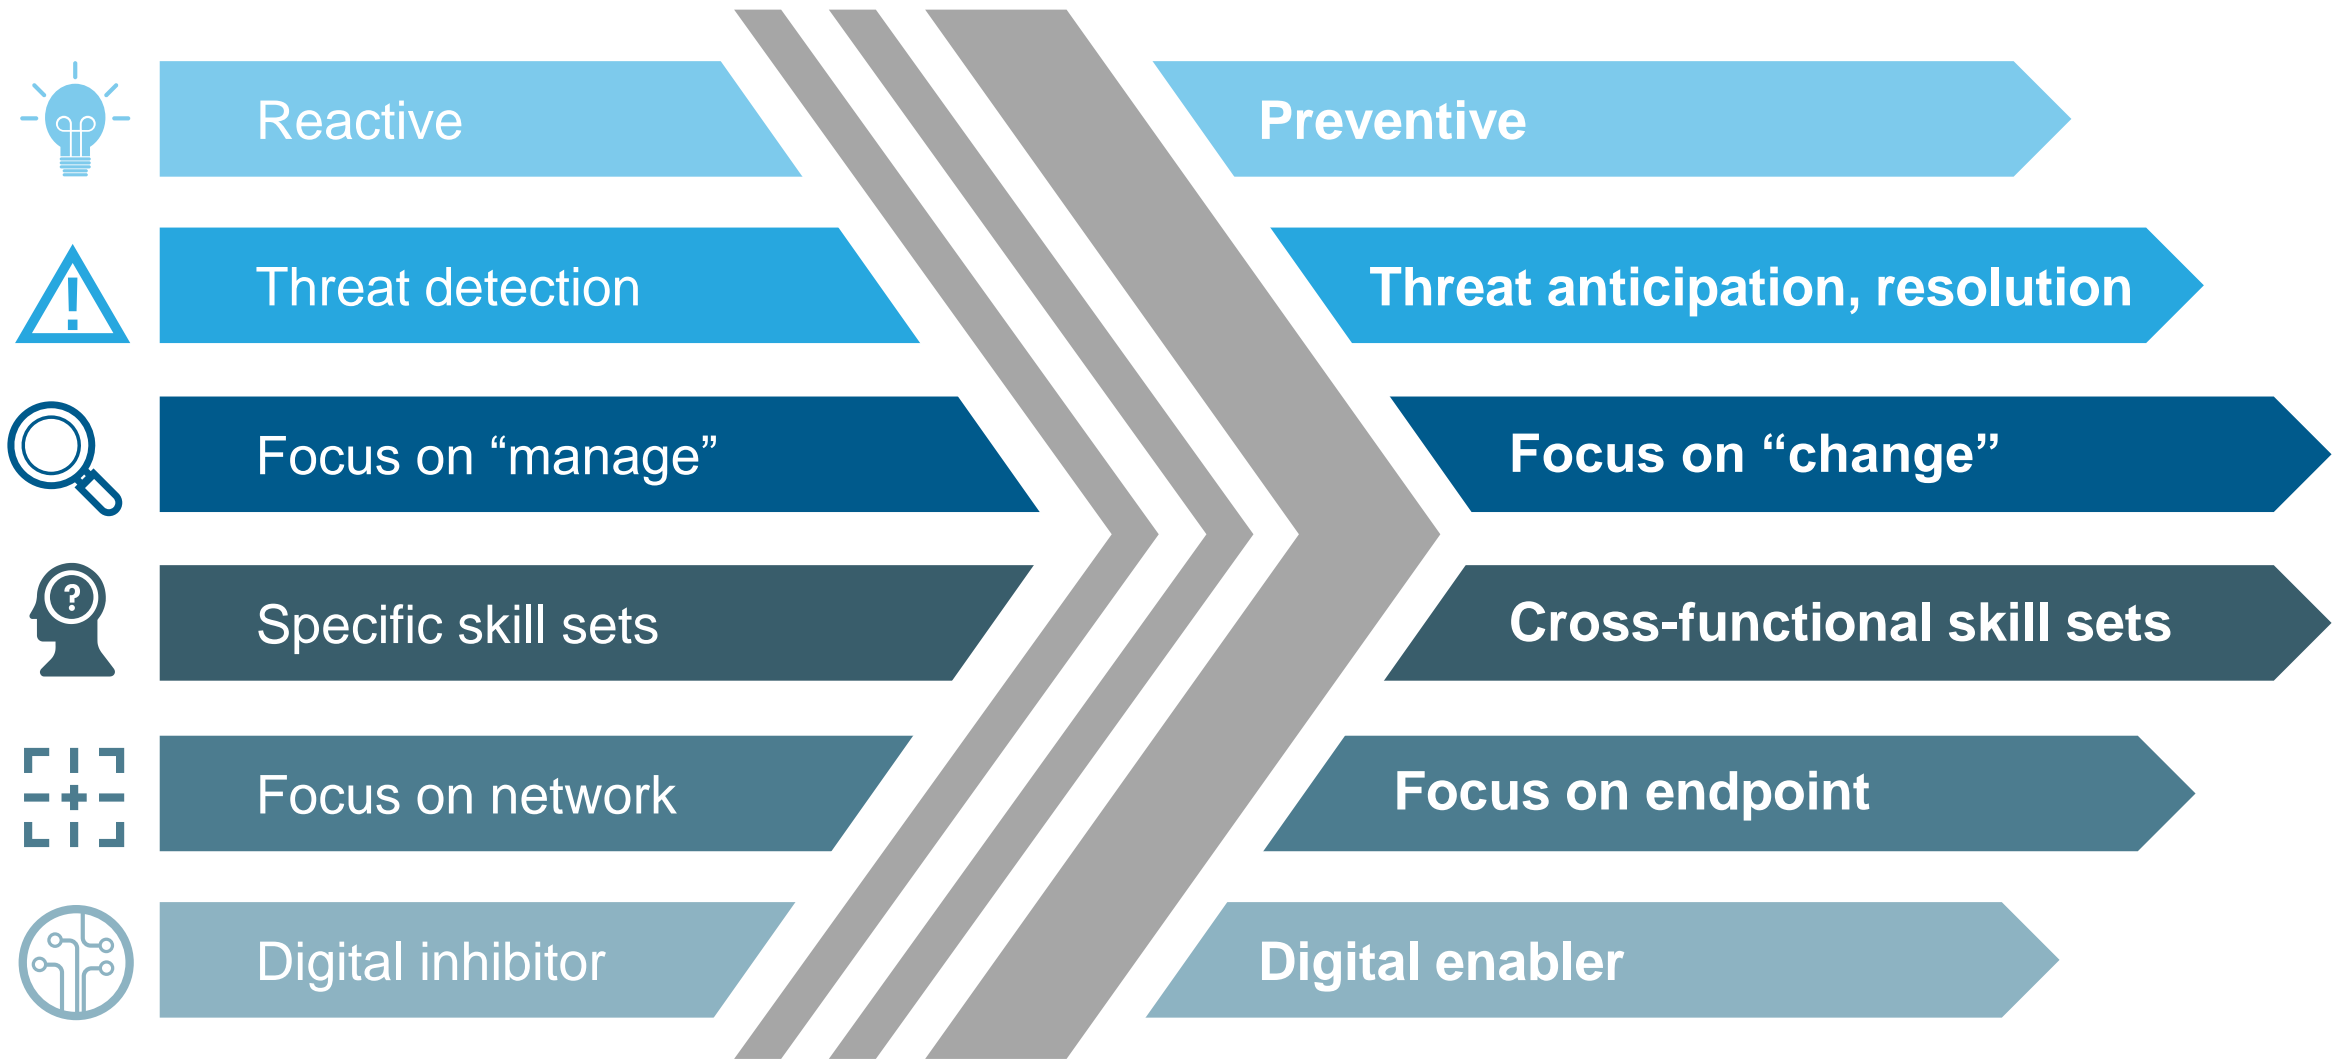 Reactive
Preventive
Threat detection
Threat anticipation, resolution
Focus on “manage”
Focus on “change”
?
Specific skill sets
Cross-functional skill sets
Focus on network
Focus on endpoint
Digital inhibitor
Digital enabler